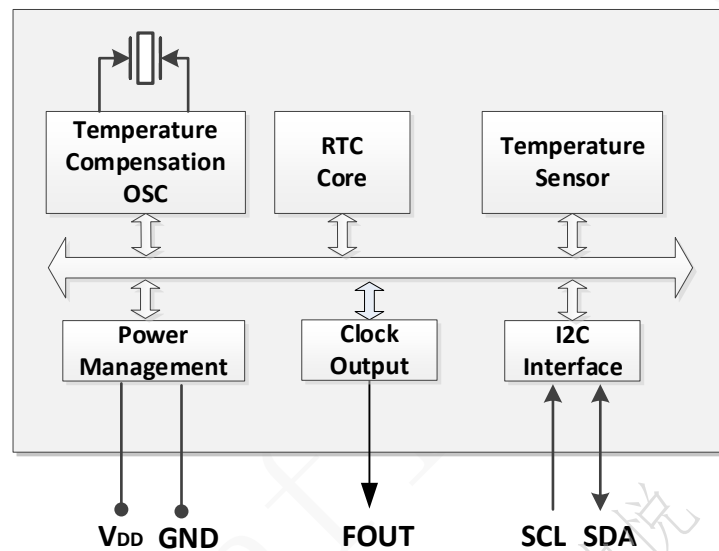 Temperature
Compensation
OSC
RTC
Core
Temperature
Sensor
Power
Management
Clock
Output
I2C
Interface
VDD GND
FOUT
SCL SDA